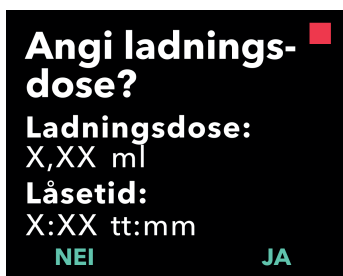 Angi ladnings-
dose?
Ladningsdose:
X,XX ml
Låsetid:
X:XX tt:mm
NEI JA